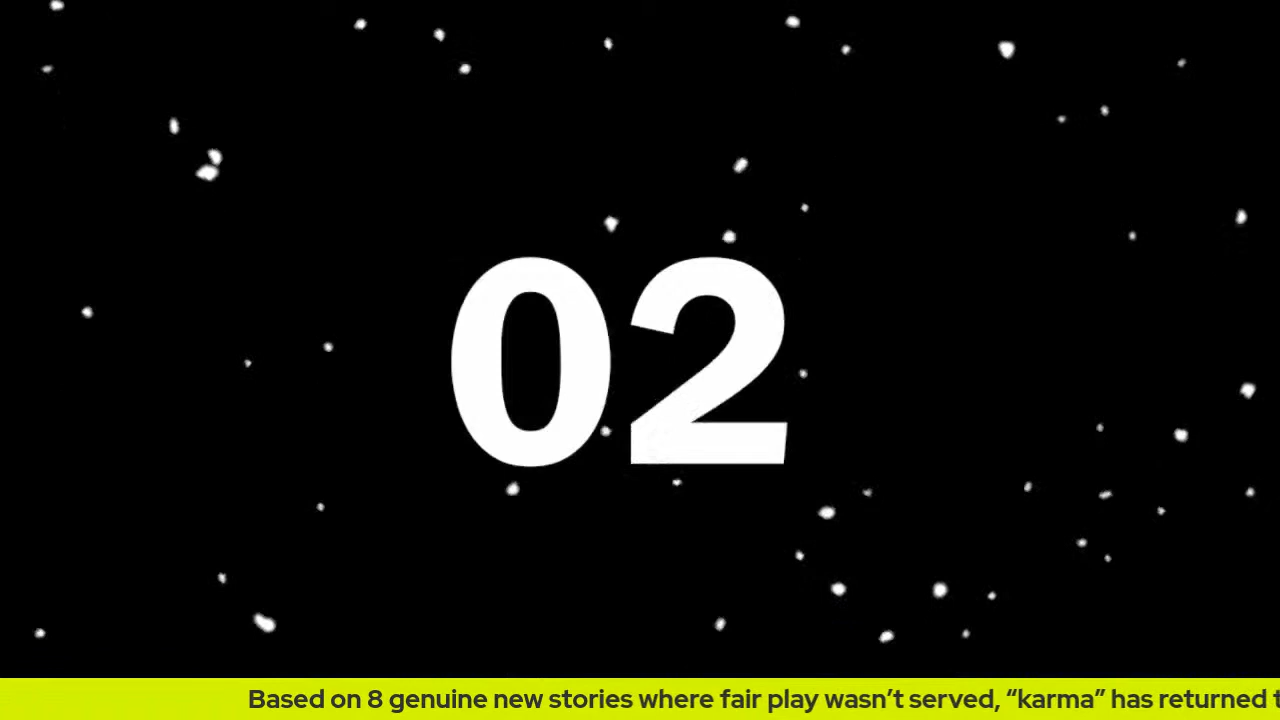 02
Based on 8 genuine new stories where fair play wasn’t served, “karma” has returned